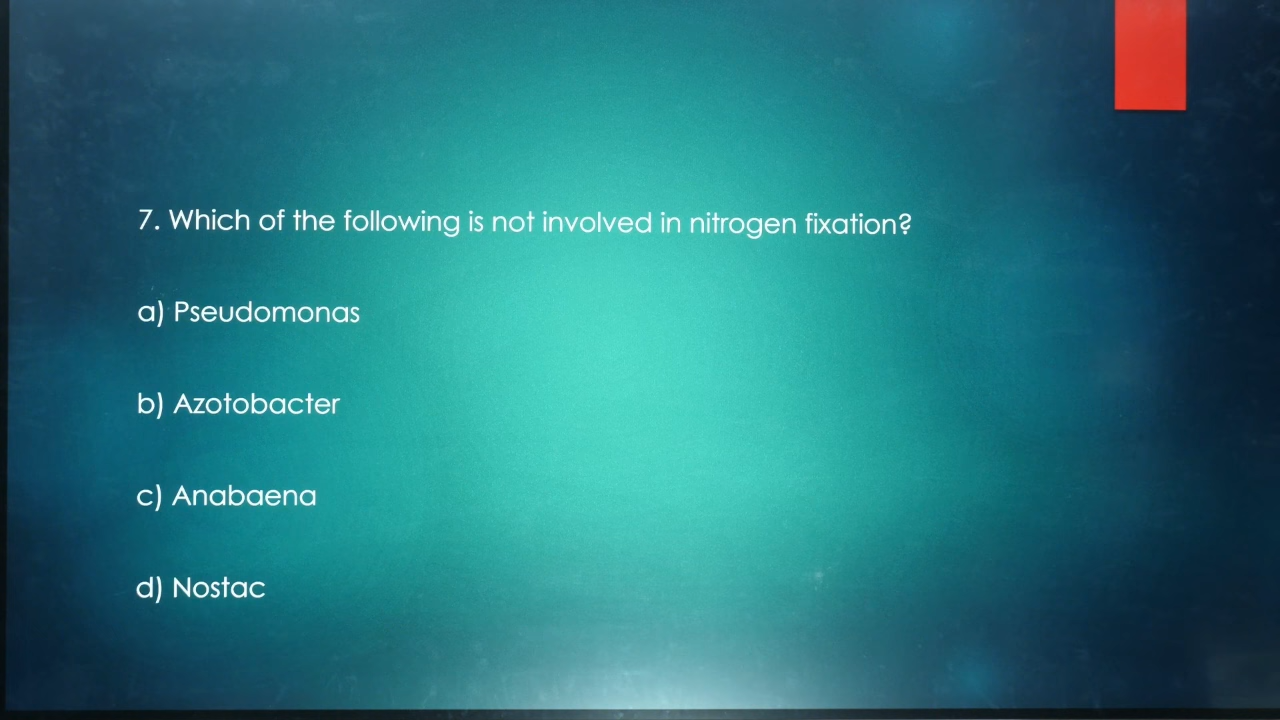 7. Which of the following is not involved in nitrogen fixation?
a) Pseudomonas
b) Azotobacter
c) Anabaena
d) Nostac